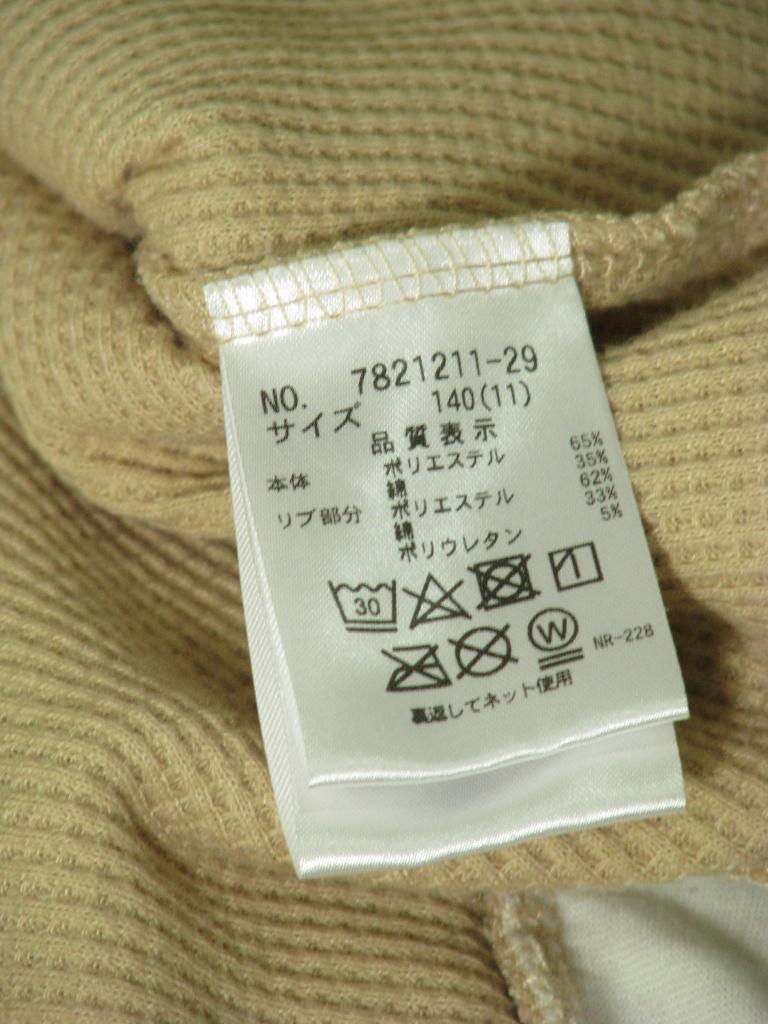 NO. 7821211-29
サイズ 140(11)
品質表示
本体 ポリエステル 65%
綿 35%
リブ部分 ポリエステル 62%
綿 33%
ポリウレタン 5%
30
W NR-228
裏返してネット使用